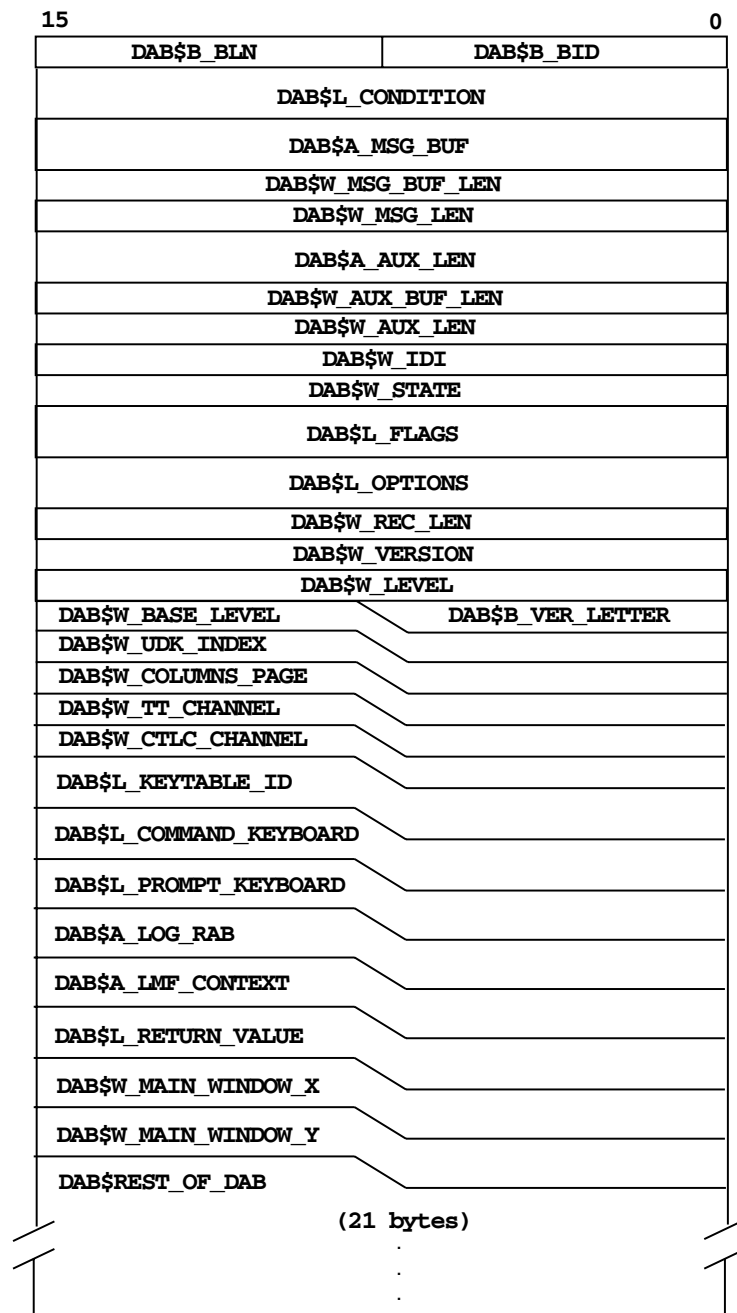 15 0
DAB$B_BLN DAB$B_BID
DAB$L_CONDITION
DAB$A_MSG_BUF
DAB$W_MSG_BUF_LEN
DAB$W_MSG_LEN
DAB$A_AUX_LEN
DAB$W_AUX_BUF_LEN
DAB$W_AUX_LEN
DAB$W_IDI
DAB$W_STATE
DAB$L_FLAGS
DAB$L_OPTIONS
DAB$W_REC_LEN
DAB$W_VERSION
DAB$W_LEVEL
DAB$W_BASE_LEVEL DAB$B_VER_LETTER
DAB$W_UDK_INDEX
DAB$W_COLUMNS_PAGE
DAB$W_TT_CHANNEL
DAB$W_CTLC_CHANNEL
DAB$L_KEYTABLE_ID
DAB$L_COMMAND_KEYBOARD
DAB$L_PROMPT_KEYBOARD
DAB$A_LOG_RAB
DAB$A_LMF_CONTEXT
DAB$L_RETURN_VALUE
DAB$W_MAIN_WINDOW_X
DAB$W_MAIN_WINDOW_Y
DAB$REST_OF_DAB
(21 bytes)
.
.
.